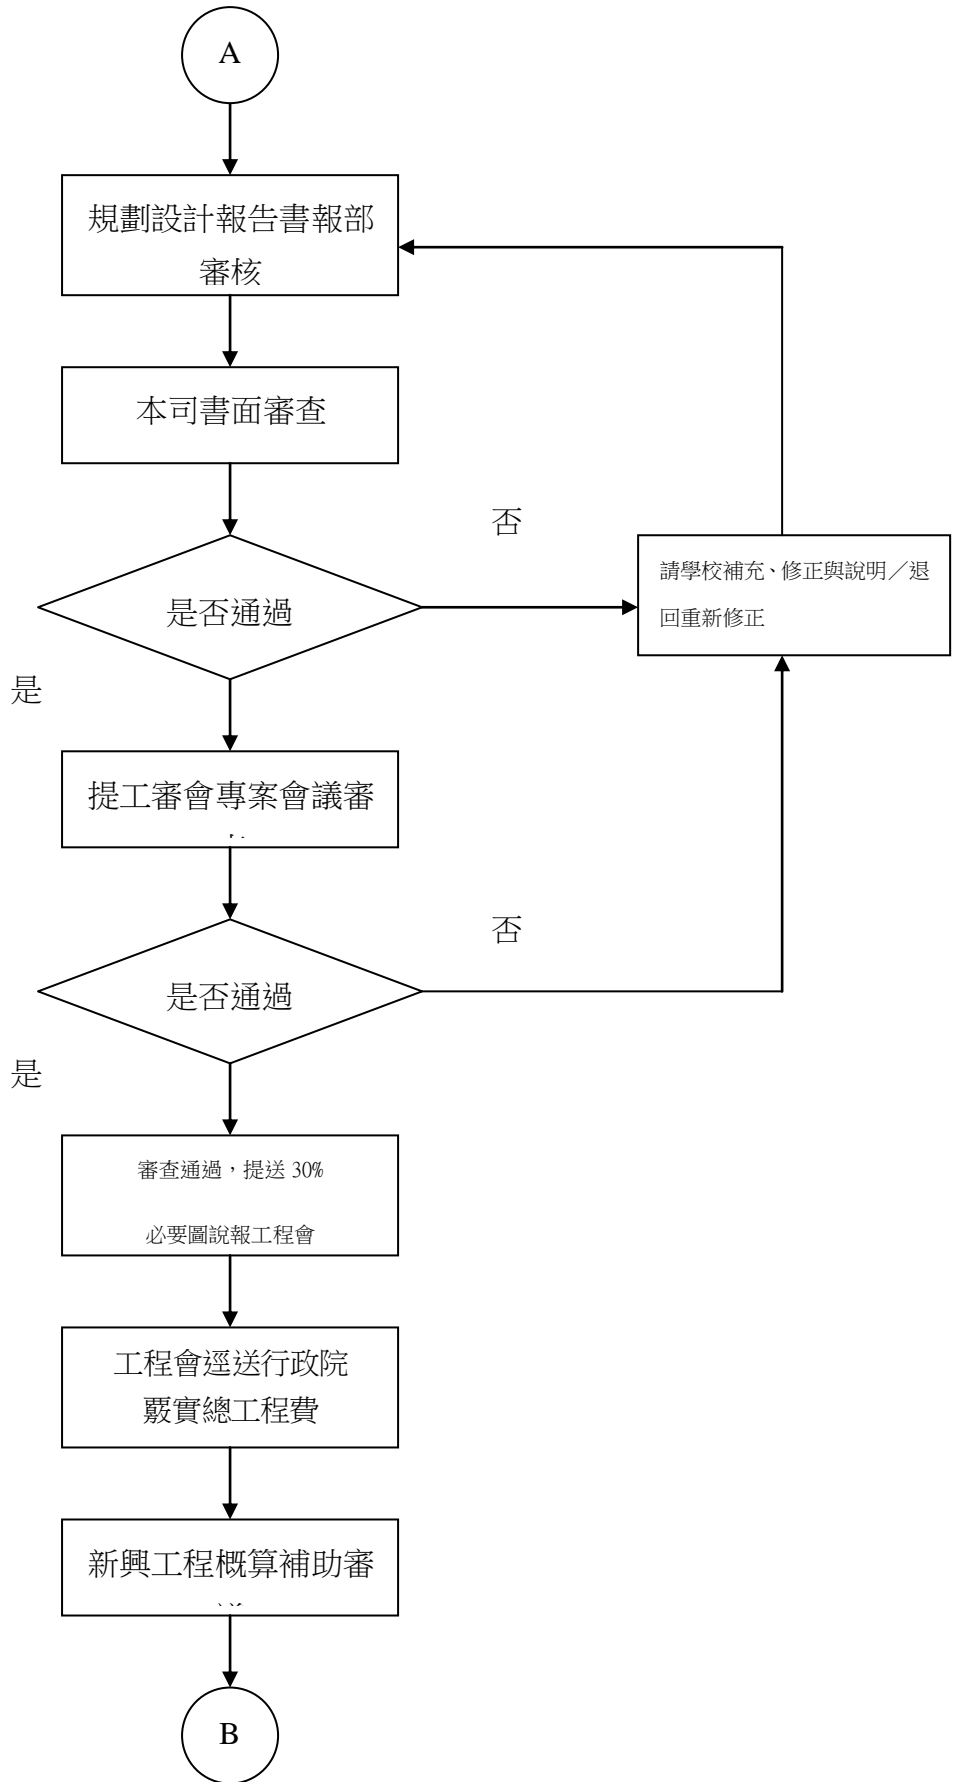 A
規劃設計報告書報部
審核
本司書面審查
否
是否通過
請學校補充、修正與說明／退
回重新修正
是
提工審會專案會議審
否
是否通過
是
審查通過，提送 30%
必要圖說報工程會
工程會逕送行政院
覈實總工程費
新興工程概算補助審
B